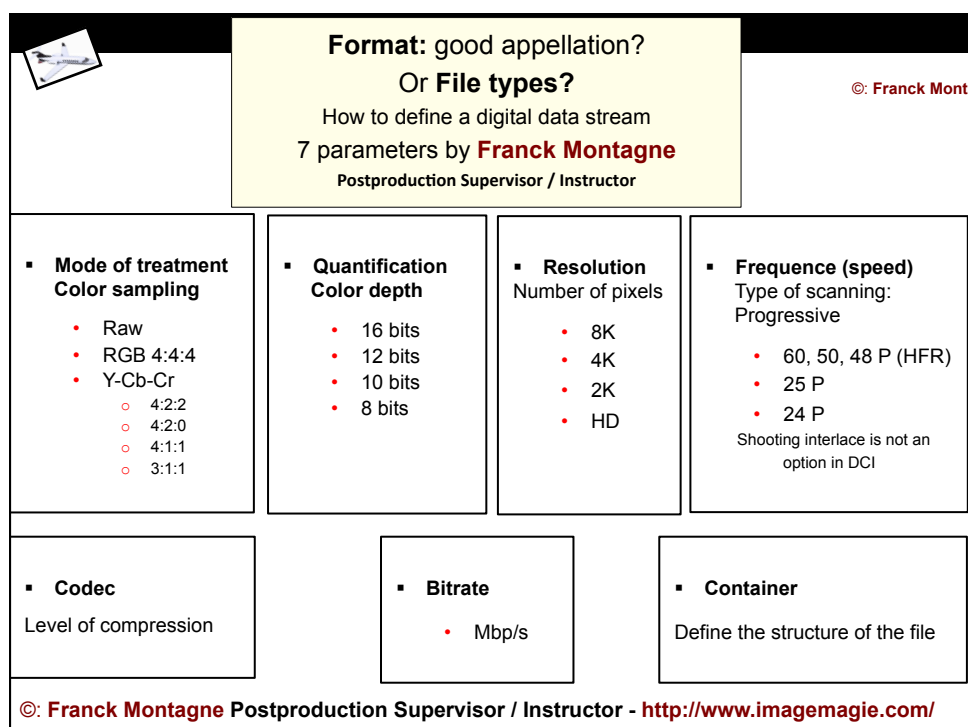 Format: good appellation?
Or File types?
How to define a digital data stream
7 parameters by Franck Montagne
Postproduction Supervisor / Instructor
©: Franck Mont
▪ Mode of treatment
Color sampling
• Raw
• RGB 4:4:4
• Y-Cb-Cr
o 4:2:2
o 4:2:0
o 4:1:1
o 3:1:1
▪ Quantification
Color depth
• 16 bits
• 12 bits
• 10 bits
• 8 bits
▪ Resolution
Number of pixels
• 8K
• 4K
• 2K
• HD
▪ Frequence (speed)
Type of scanning:
Progressive
• 60, 50, 48 P (HFR)
• 25 P
• 24 P
Shooting interlace is not an
option in DCI
▪ Codec
Level of compression
▪ Bitrate
• Mbp/s
▪ Container
Define the structure of the file
©: Franck Montagne Postproduction Supervisor / Instructor - http://www.imagemagie.com/